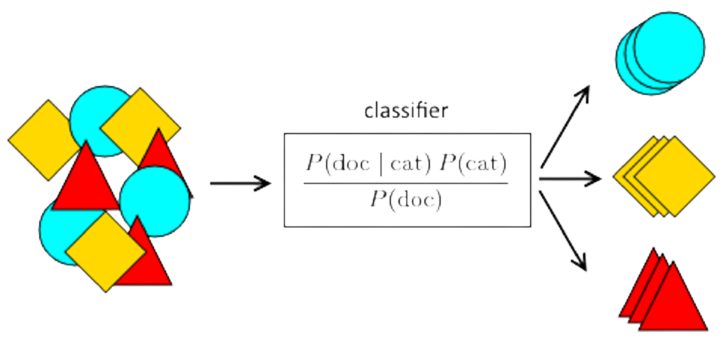 classifier
P(doc | cat) P(cat)
P(doc)